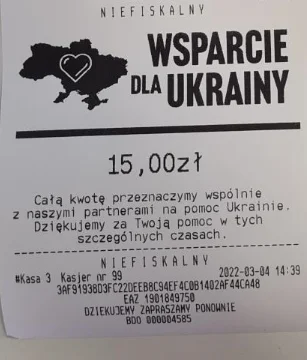 NIEFISKALNY
WSPARCIE
DLA UKRAINY
15,00zł
Całą kwotę przeznaczymy wspólnie
z naszymi partnerami na pomoc Ukrainie.
Dziękujemy za Twoją pomoc w tych
szczególnych czasach.
NIEFISKALNY
#Kasa 3 Kasjer nr 99 2022-03-04 14:39
3AF91938D3FC22DEEB8C94EF4C0B1402AF44CA48
EAZ 1901849750
DZIEKUJEMY ZAPRASZAMY PONOWNIE
BDO 000004585